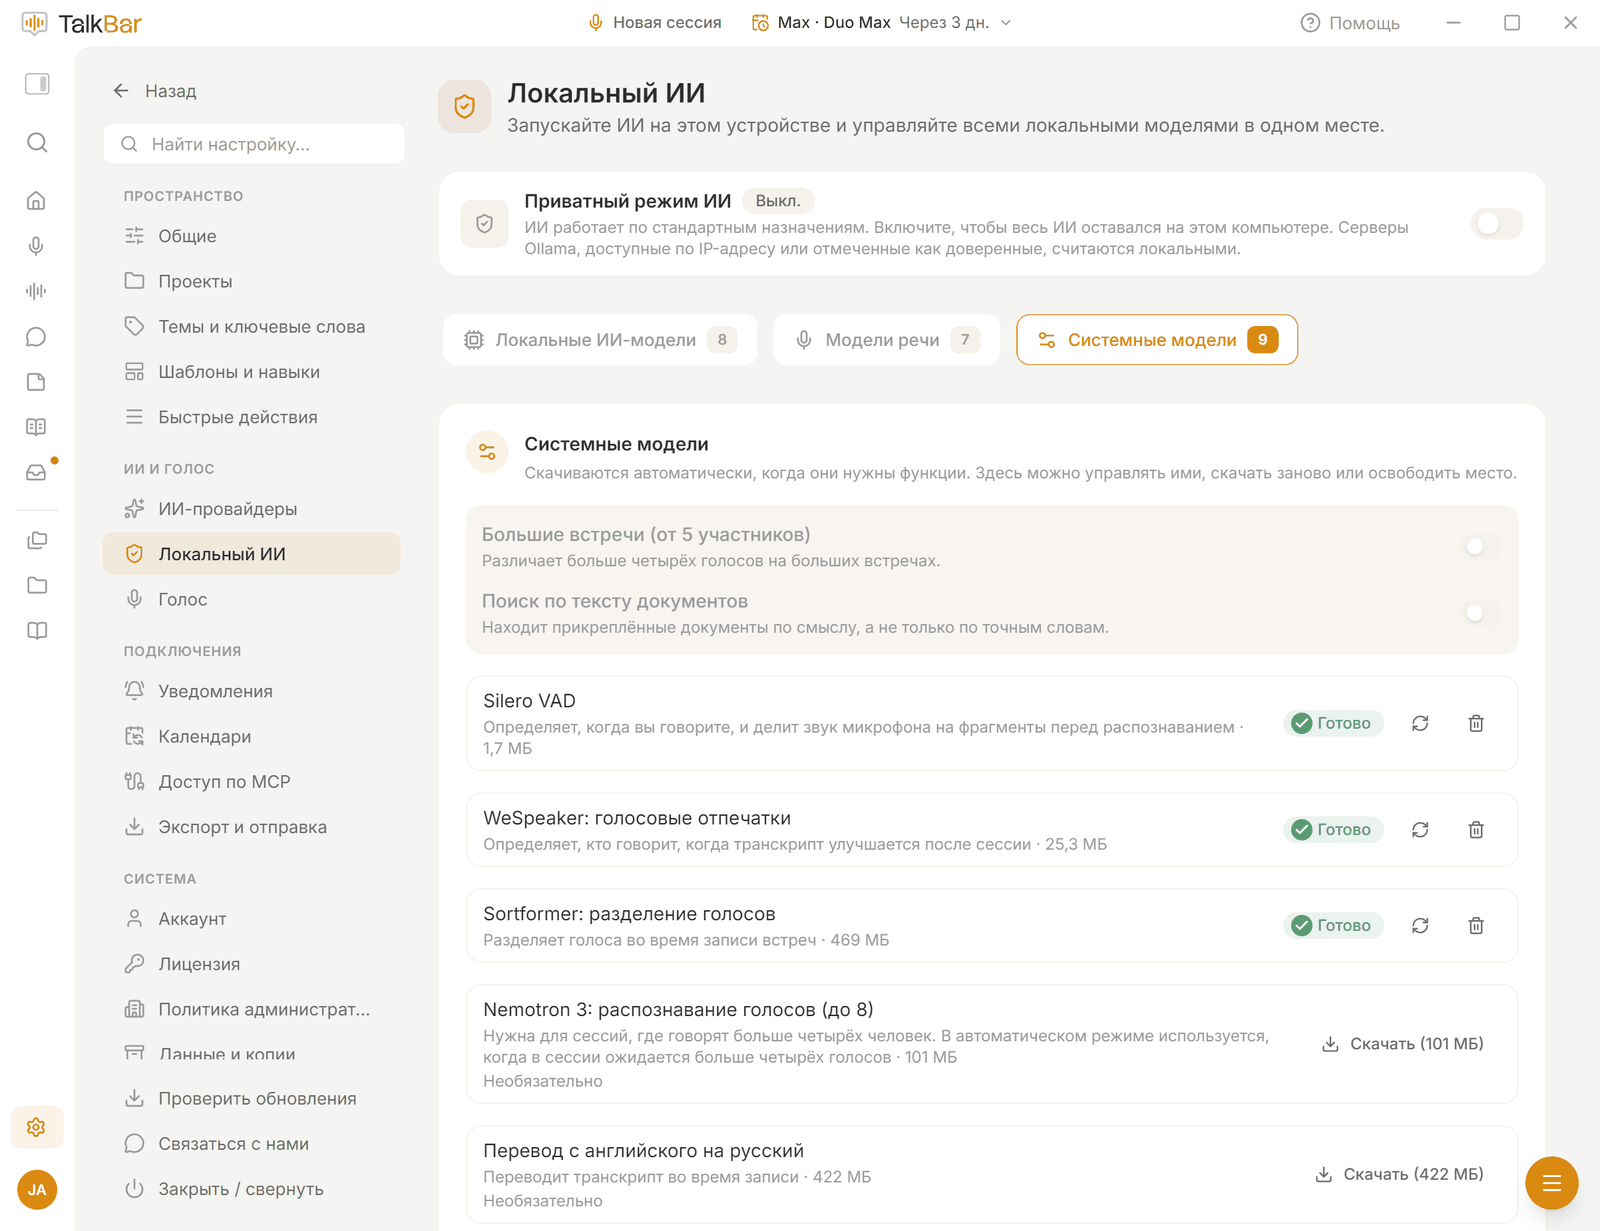 TalkBar
Новая сессия
Max · Duo Max Через 3 дн.
Помощь
Назад
Найти настройку...
ПРОСТРАНСТВО
Общие
Проекты
Темы и ключевые слова
Шаблоны и навыки
Быстрые действия
ИИ И ГОЛОС
ИИ-провайдеры
Локальный ИИ
Голос
ПОДКЛЮЧЕНИЯ
Уведомления
Календари
Доступ по MCP
Экспорт и отправка
СИСТЕМА
Аккаунт
Лицензия
Политика администрат...
Данные и копии
Проверить обновления
Связаться с нами
Закрыть / свернуть
JA
Локальный ИИ
Запускайте ИИ на этом устройстве и управляйте всеми локальными моделями в одном месте.
Приватный режим ИИ Выкл.
ИИ работает по стандартным назначениям. Включите, чтобы весь ИИ оставался на этом компьютере. Серверы
Ollama, доступные по IP-адресу или отмеченные как доверенные, считаются локальными.
Локальные ИИ-модели 8
Модели речи 7
Системные модели 9
Системные модели
Скачиваются автоматически, когда они нужны функции. Здесь можно управлять ими, скачать заново или освободить место.
Большие встречи (от 5 участников)
Различает больше четырёх голосов на больших встречах.
Поиск по тексту документов
Находит прикреплённые документы по смыслу, а не только по точным словам.
Silero VAD
Определяет, когда вы говорите, и делит звук микрофона на фрагменты перед распознаванием ·
1,7 МБ
Готово
WeSpeaker: голосовые отпечатки
Определяет, кто говорит, когда транскрипт улучшается после сессии · 25,3 МБ
Готово
Sortformer: разделение голосов
Разделяет голоса во время записи встреч · 469 МБ
Готово
Nemotron 3: распознавание голосов (до 8)
Нужна для сессий, где говорят больше четырёх человек. В автоматическом режиме используется,
когда в сессии ожидается больше четырёх голосов · 101 МБ
Необязательно
Скачать (101 МБ)
Перевод с английского на русский
Переводит транскрипт во время записи · 422 МБ
Необязательно
Скачать (422 МБ)